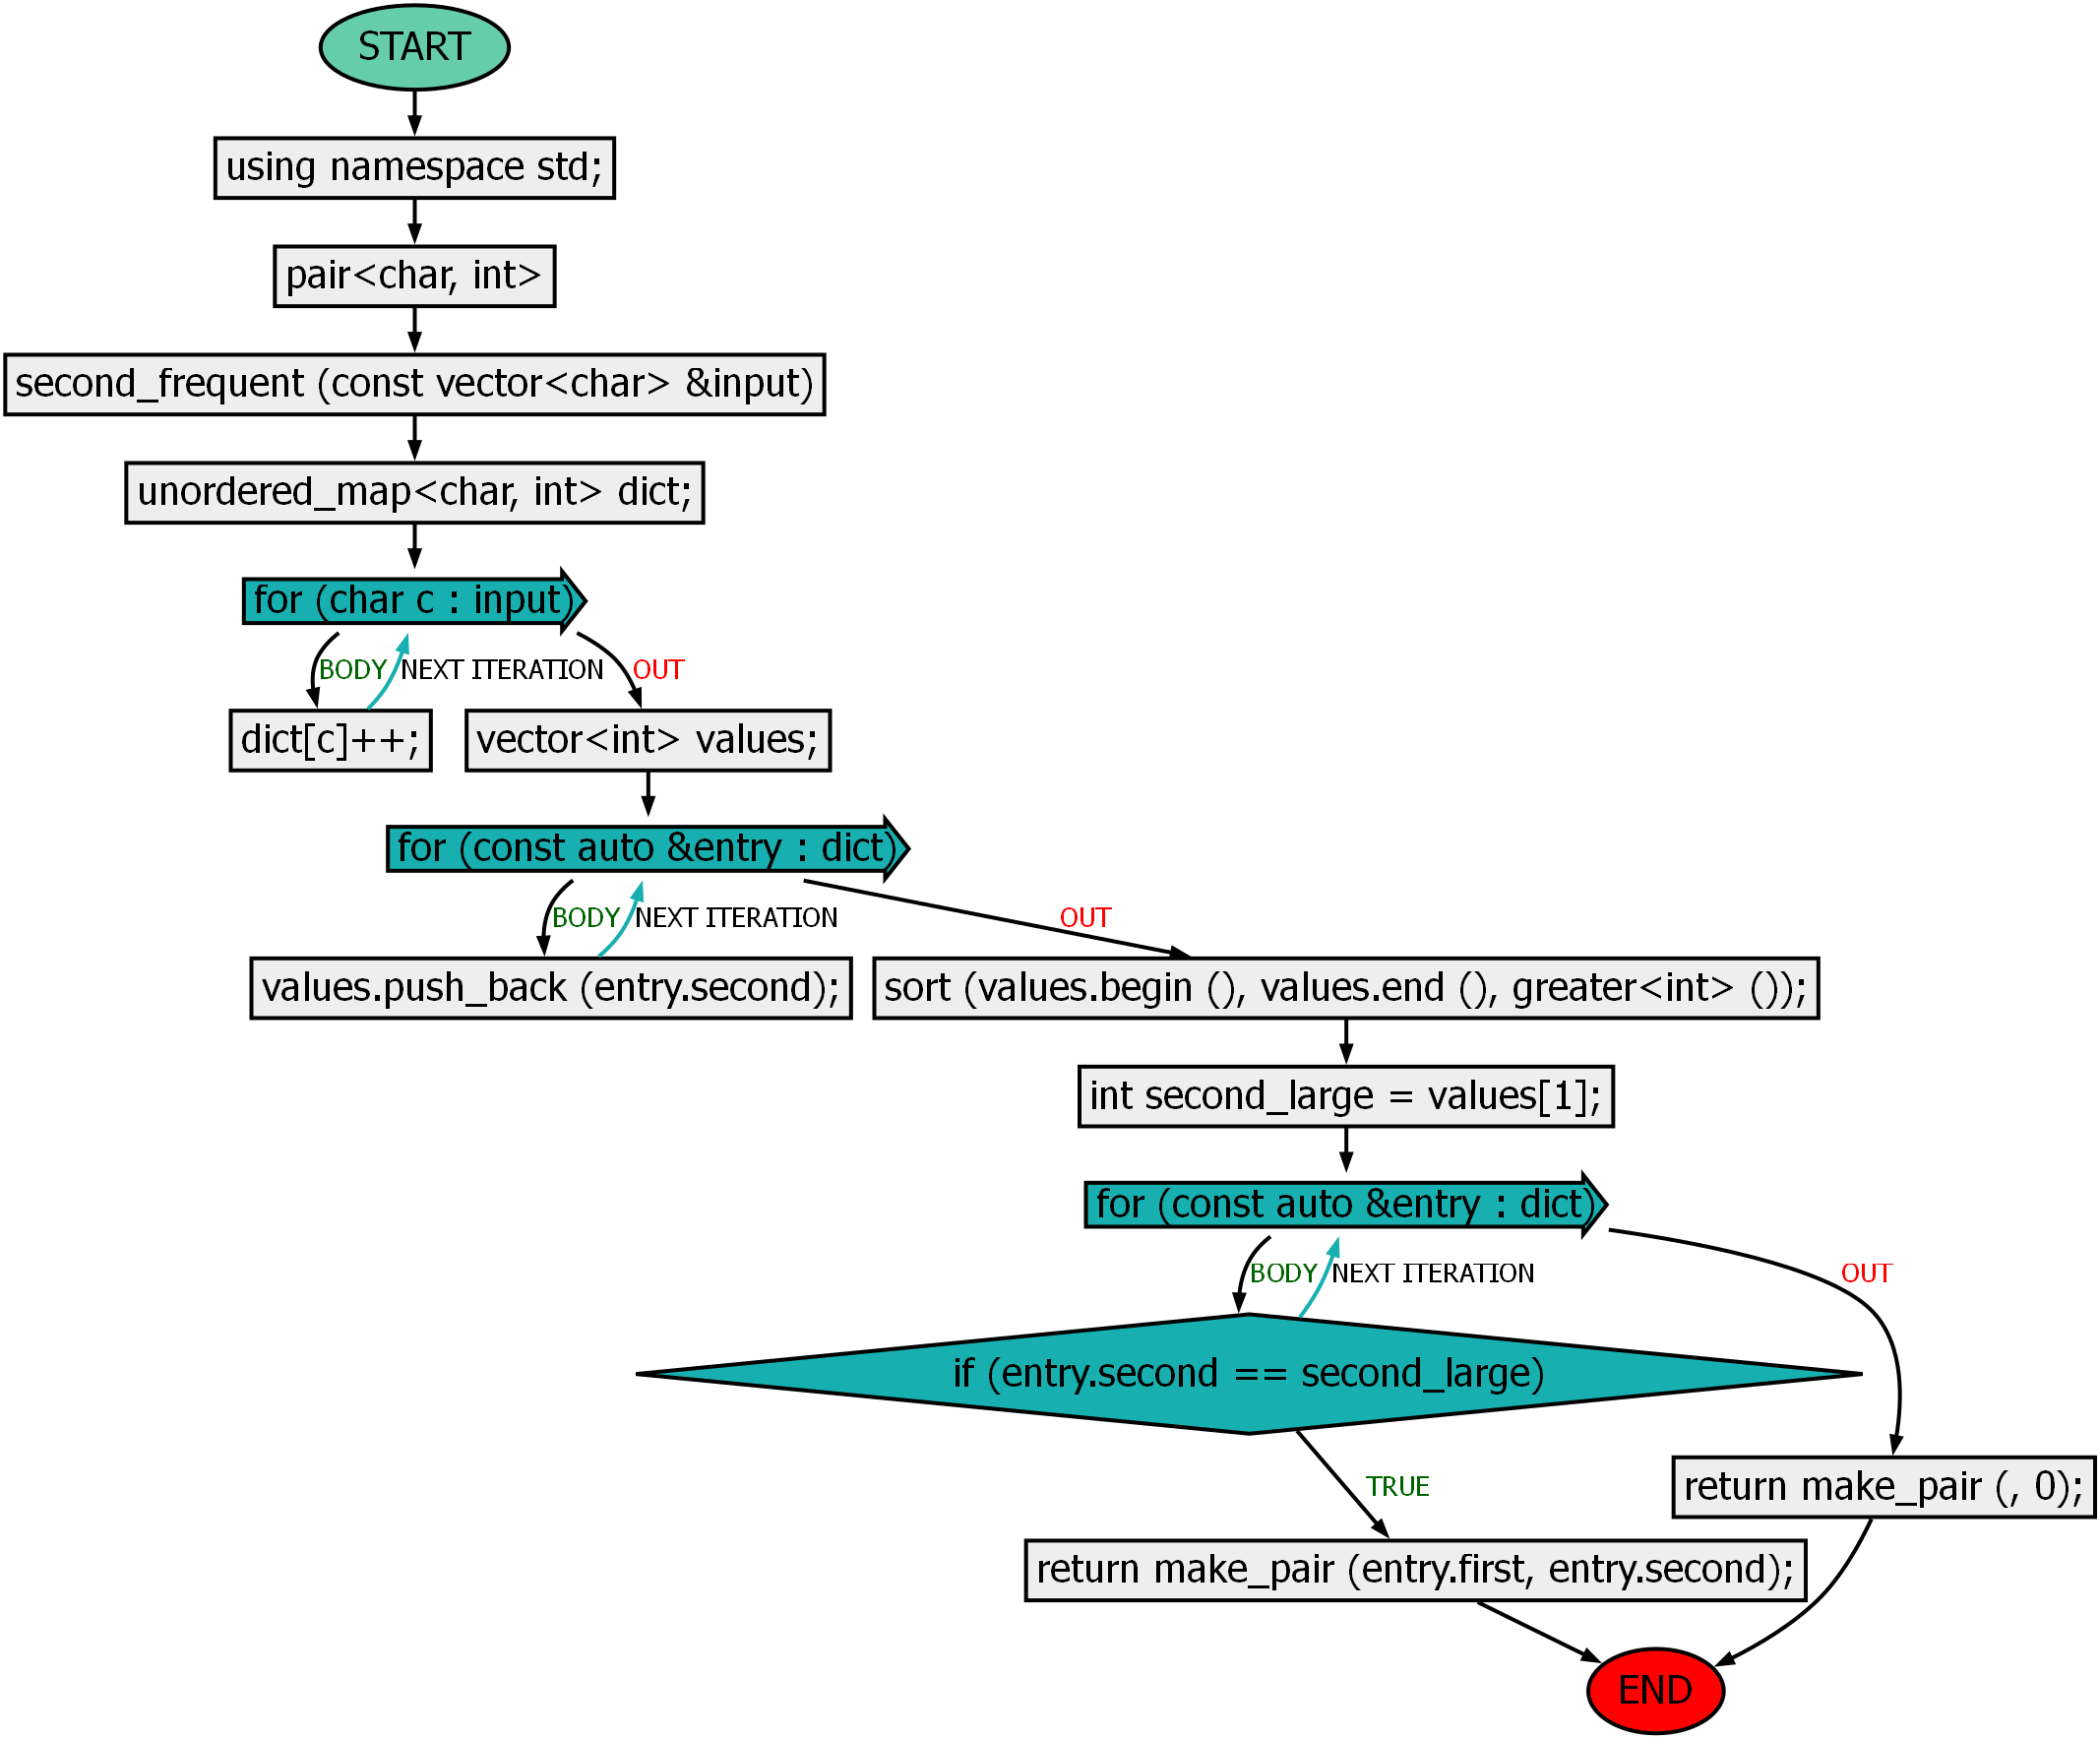 START
using namespace std;
pair<char, int>
second_frequent (const vector<char> &input)
unordered_map<char, int> dict;
for (char c : input)
BODY
NEXT ITERATION
OUT
dict[c]++;
vector<int> values;
for (const auto &entry : dict)
BODY
NEXT ITERATION
OUT
values.push_back (entry.second);
sort (values.begin (), values.end (), greater<int> ());
int second_large = values[1];
for (const auto &entry : dict)
BODY
NEXT ITERATION
OUT
if (entry.second == second_large)
TRUE
return make_pair (, 0);
return make_pair (entry.first, entry.second);
END